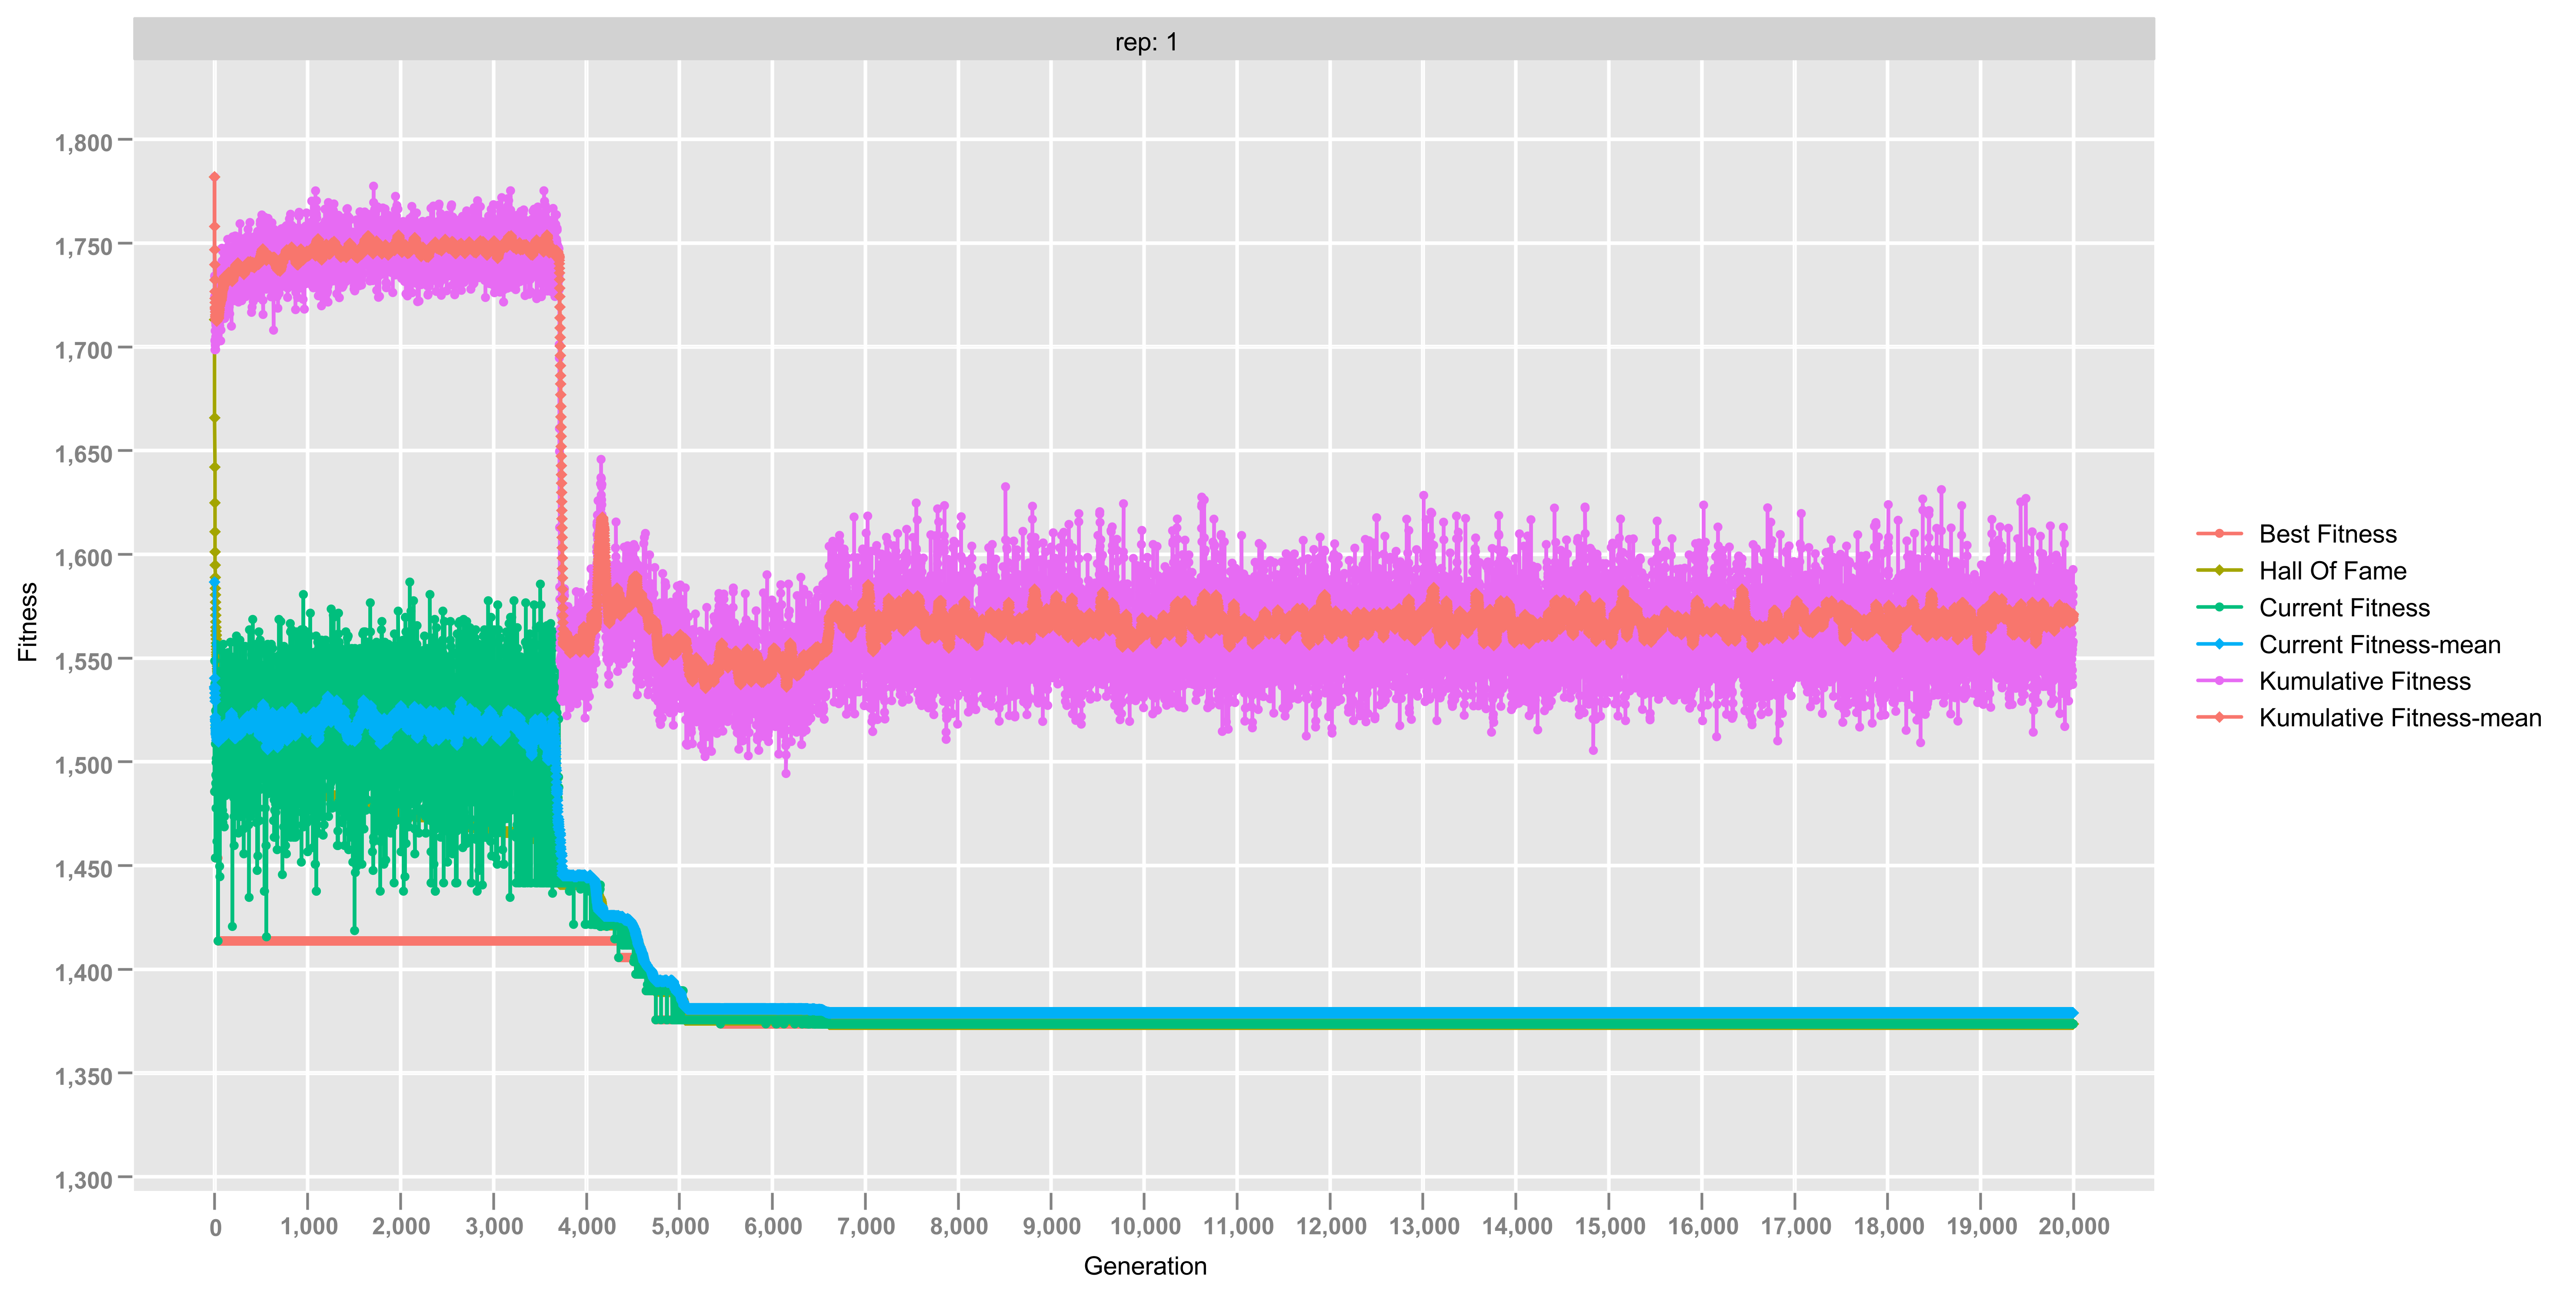 rep: 1
1,800
1,750
1,700
1,650
1,600
1,550
1,500
1,450
1,400
1,350
1,300
Fitness
0 1,000 2,000 3,000 4,000 5,000 6,000 7,000 8,000 9,000 10,000 11,000 12,000 13,000 14,000 15,000 16,000 17,000 18,000 19,000 20,000
Generation
Best Fitness
Hall Of Fame
Current Fitness
Current Fitness-mean
Kumulative Fitness
Kumulative Fitness-mean